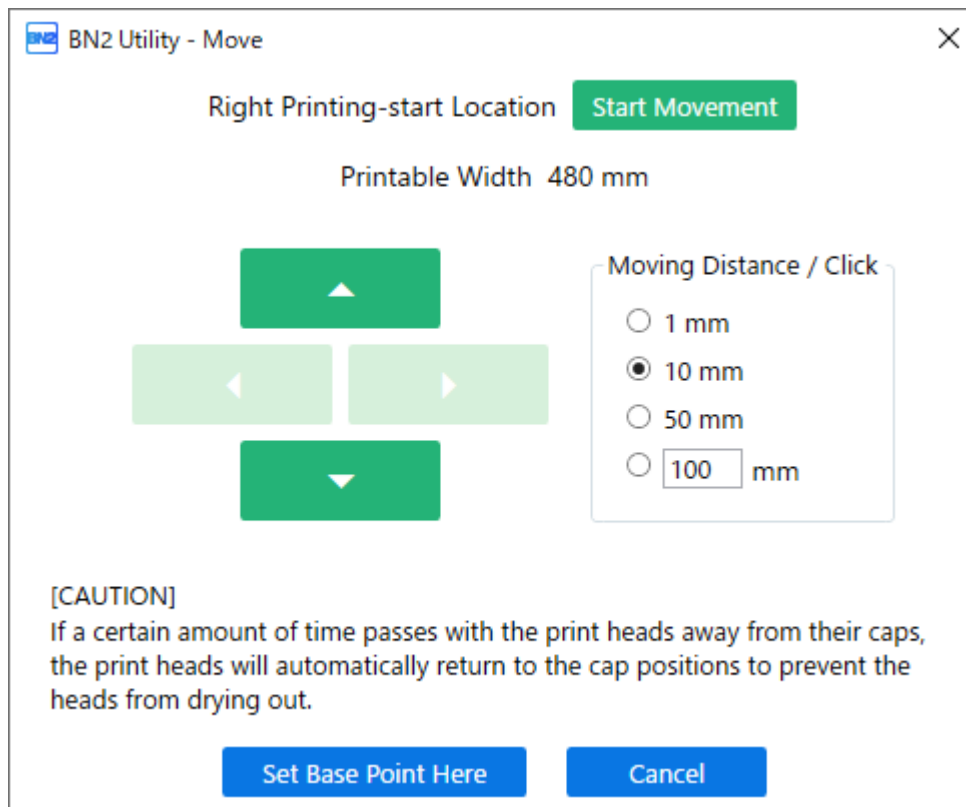 BN2 BN2 Utility - Move
Right Printing-start Location Start Movement
Printable Width 480 mm
Moving Distance / Click
1 mm
10 mm
50 mm
100 mm
[CAUTION]
If a certain amount of time passes with the print heads away from their caps,
the print heads will automatically return to the cap positions to prevent the
heads from drying out.
Set Base Point Here Cancel